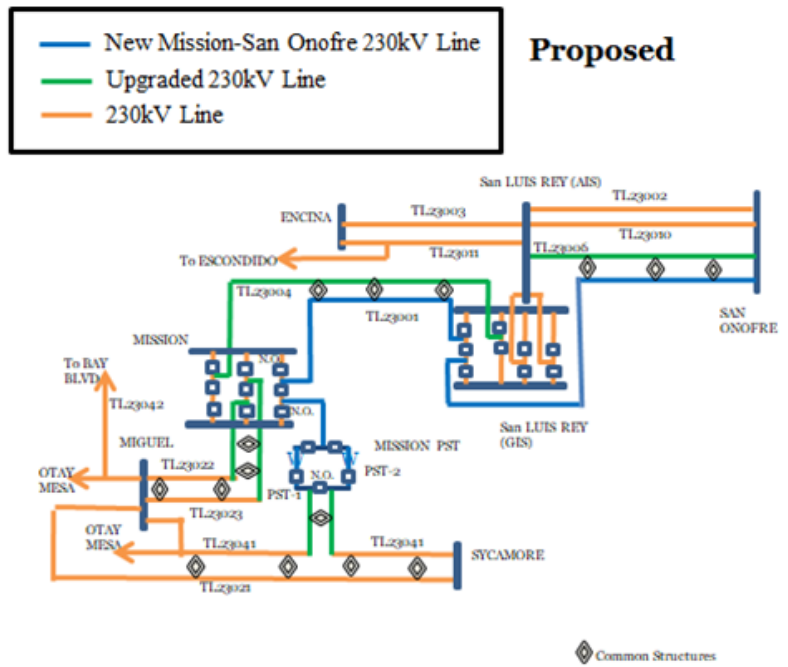 New Mission-San Onofre 230kV Line
Proposed
Upgraded 230kV Line
230kV Line
San LUIS REY (AIS)
TL23002
ENCINA
TL23003
TL23010
TL23011
TL23006
To ESCONDIDO
TL23004
TL23001
SAN
ONOFRE
MISSION
N.O.
To BAY
BLVD
TL23042
N.O.
San LUIS REY
(GIS)
MIGUEL
MISSION PST
OTAY
MESA
TL23022
N.O.
PST-2
PST-1
TL23023
OTAY
MESA
TL23041
TL23041
SYCAMORE
TL23021
Common Structures